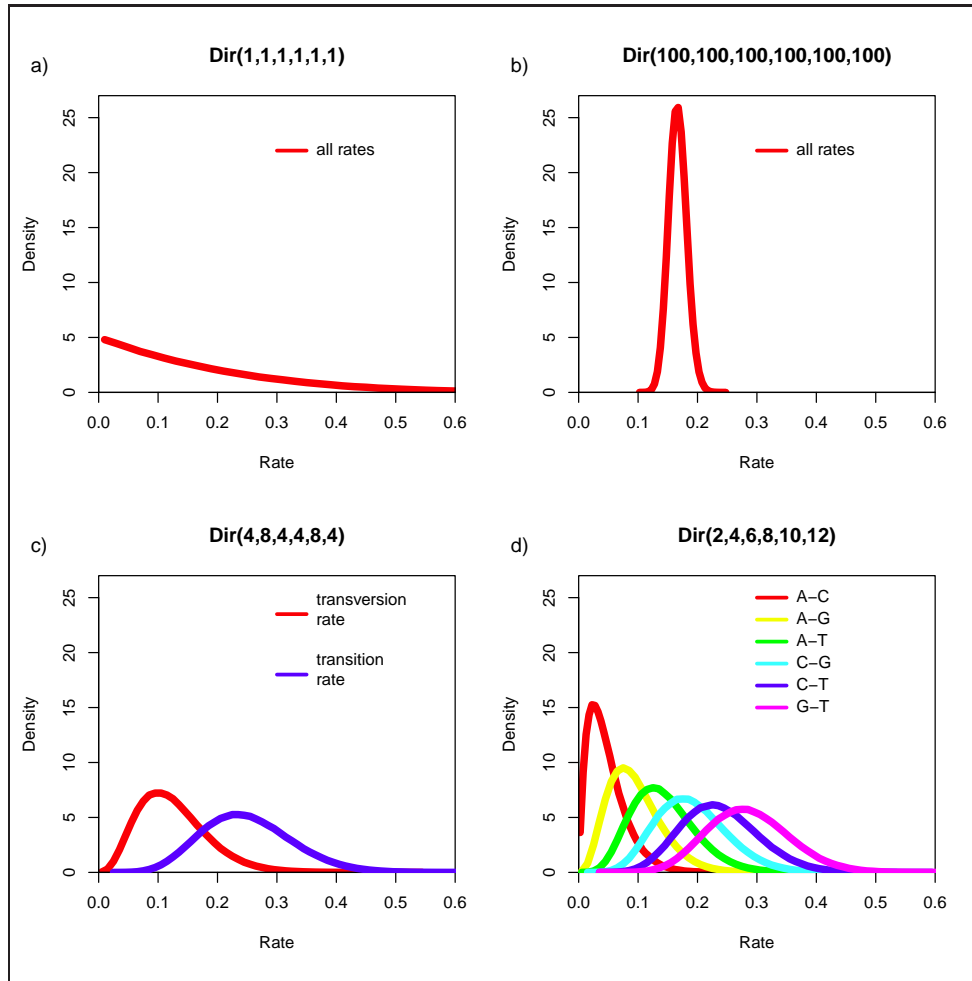 a)
Dir(1,1,1,1,1,1)
all rates
Density
0
5
10
15
20
25
0.0 0.1 0.2 0.3 0.4 0.5 0.6
Rate
b)
Dir(100,100,100,100,100,100)
all rates
Density
0
5
10
15
20
25
0.0 0.1 0.2 0.3 0.4 0.5 0.6
Rate
c)
Dir(4,8,4,4,8,4)
transversion
rate
transition
rate
Density
0
5
10
15
20
25
0.0 0.1 0.2 0.3 0.4 0.5 0.6
Rate
d)
Dir(2,4,6,8,10,12)
A−C
A−G
A−T
C−G
C−T
G−T
Density
0
5
10
15
20
25
0.0 0.1 0.2 0.3 0.4 0.5 0.6
Rate